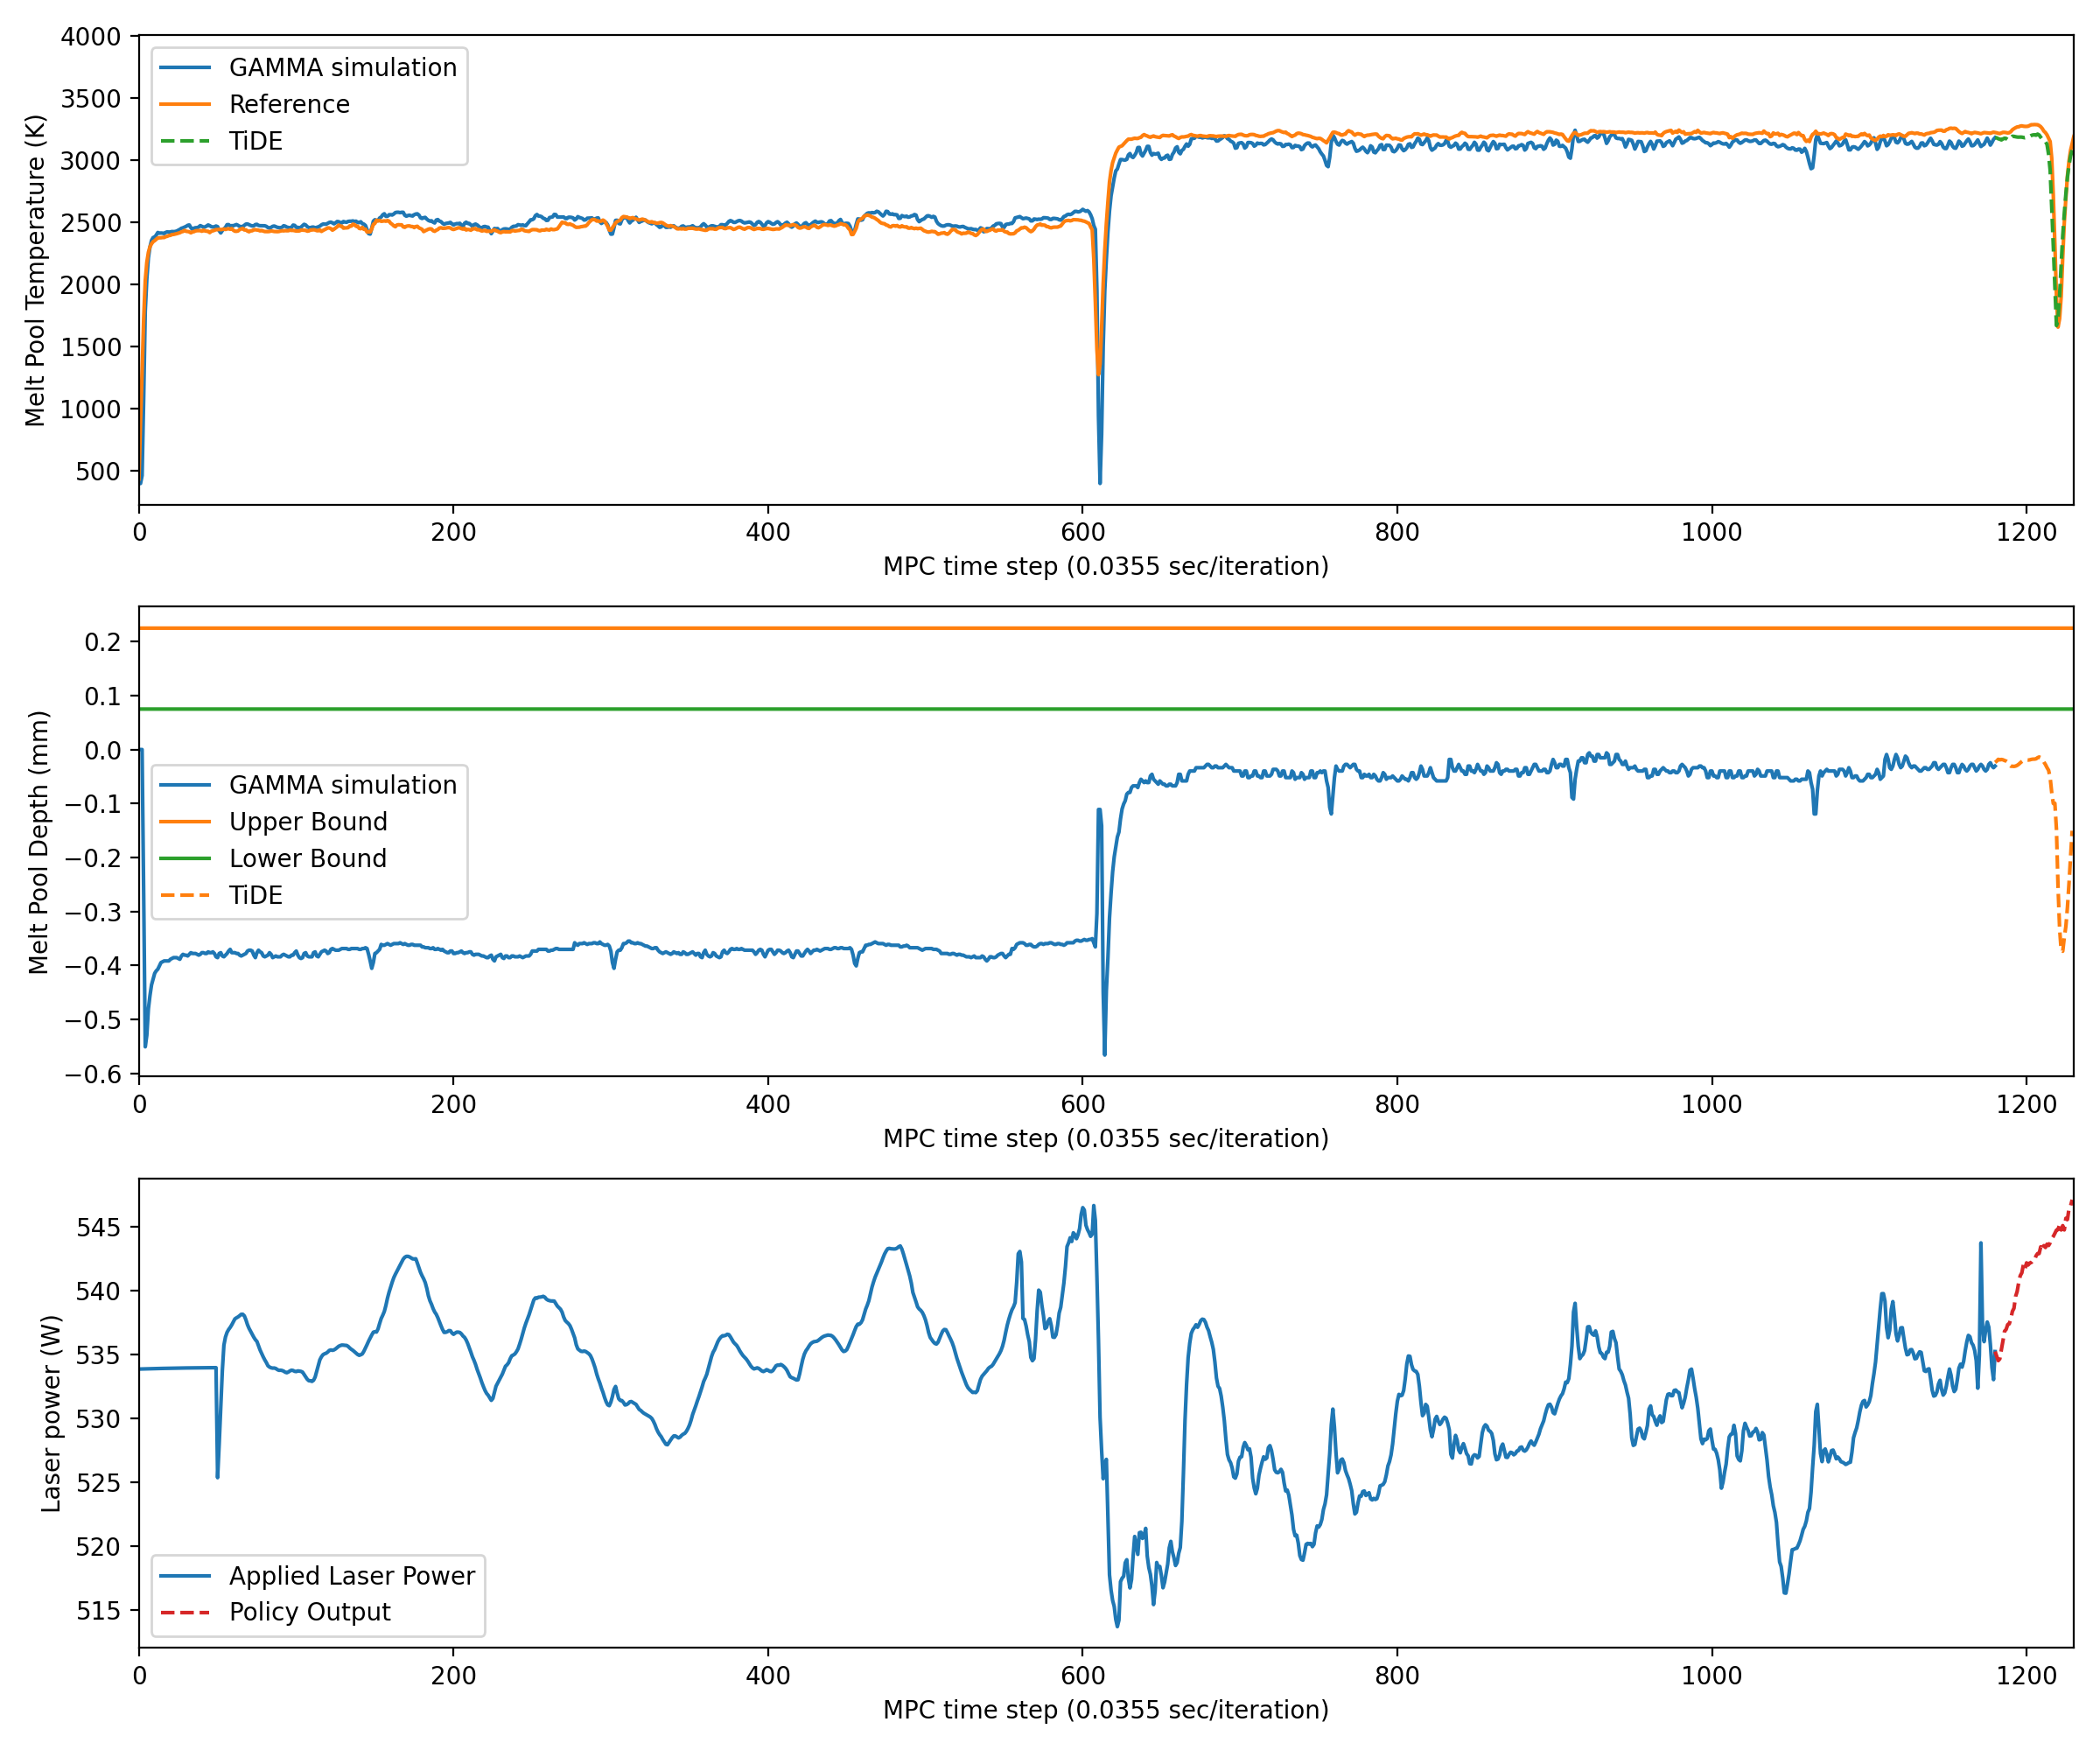 4000
3500
3000
2500
2000
1500
1000
500
Melt Pool Temperature (K)
GAMMA simulation
Reference
TiDE
0 200 400 600 800 1000 1200
MPC time step (0.0355 sec/iteration)
0.2
0.1
0.0
−0.1
−0.2
−0.3
−0.4
−0.5
−0.6
Melt Pool Depth (mm)
GAMMA simulation
Upper Bound
Lower Bound
TiDE
0 200 400 600 800 1000 1200
MPC time step (0.0355 sec/iteration)
545
540
535
530
525
520
515
Laser power (W)
Applied Laser Power
Policy Output
0 200 400 600 800 1000 1200
MPC time step (0.0355 sec/iteration)